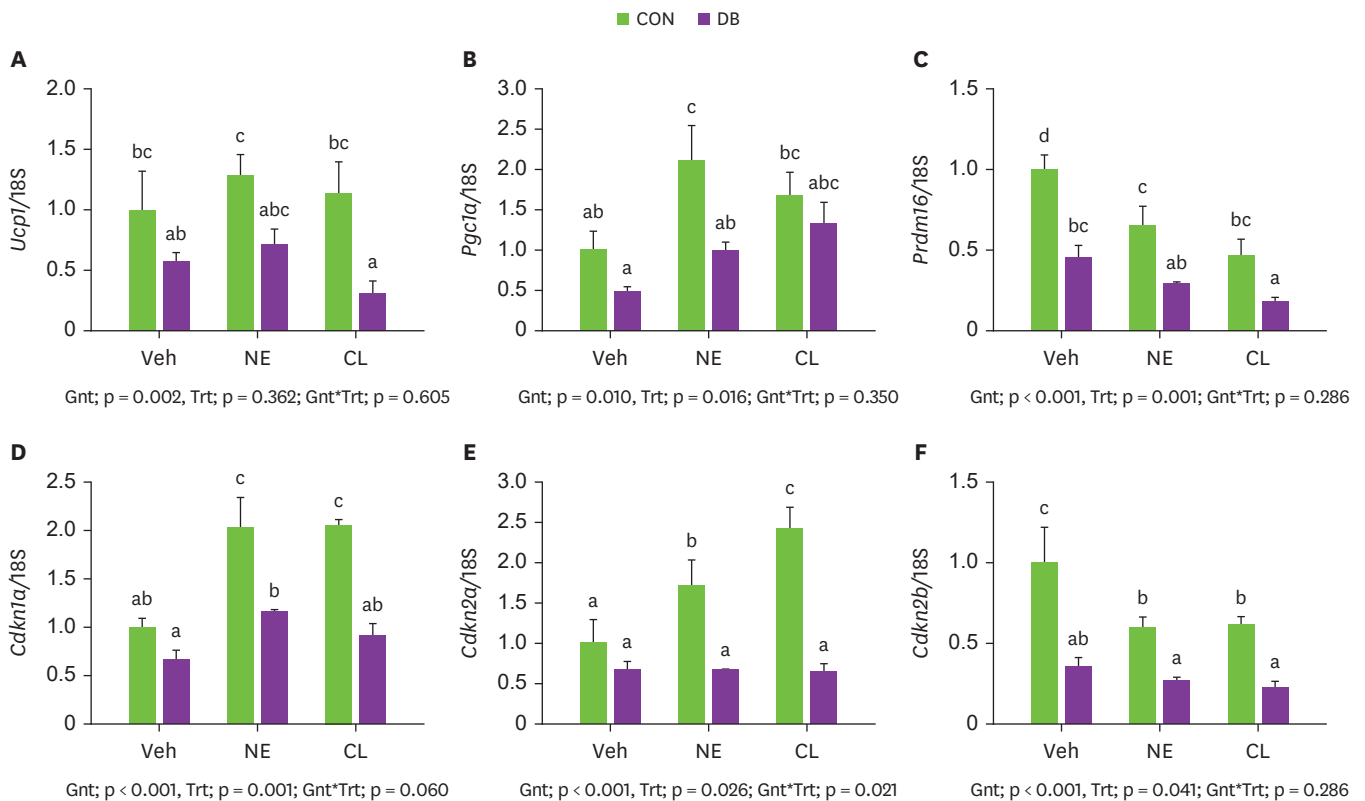 CON DB
A
Ucp1/18S
2.0
1.5
1.0
0.5
0
bc
ab
c
abc
bc
a
Veh NE CL
Gnt; p = 0.002, Trt; p = 0.362; Gnt*Trt; p = 0.605
B
Pgc1a/18S
3.0
2.5
2.0
1.5
1.0
0.5
0
ab
a
c
ab
bc
abc
Veh NE CL
Gnt; p = 0.010, Trt; p = 0.016; Gnt*Trt; p = 0.350
C
Prdm16/18S
1.5
1.0
0.5
0
d
bc
c
ab
bc
a
Veh NE CL
Gnt; p < 0.001, Trt; p = 0.001; Gnt*Trt; p = 0.286
D
Cdkn1a/18S
2.5
2.0
1.5
1.0
0.5
0
ab
a
c
b
c
ab
Veh NE CL
Gnt; p < 0.001, Trt; p = 0.001; Gnt*Trt; p = 0.060
E
Cdkn2a/18S
3.0
2.5
2.0
1.5
1.0
0.5
0
a
a
b
a
c
a
Veh NE CL
Gnt; p < 0.001, Trt; p = 0.026; Gnt*Trt; p = 0.021
F
Cdkn2b/18S
1.5
1.0
0.5
0
c
ab
b
a
b
a
Veh NE CL
Gnt; p < 0.001, Trt; p = 0.041; Gnt*Trt; p = 0.286